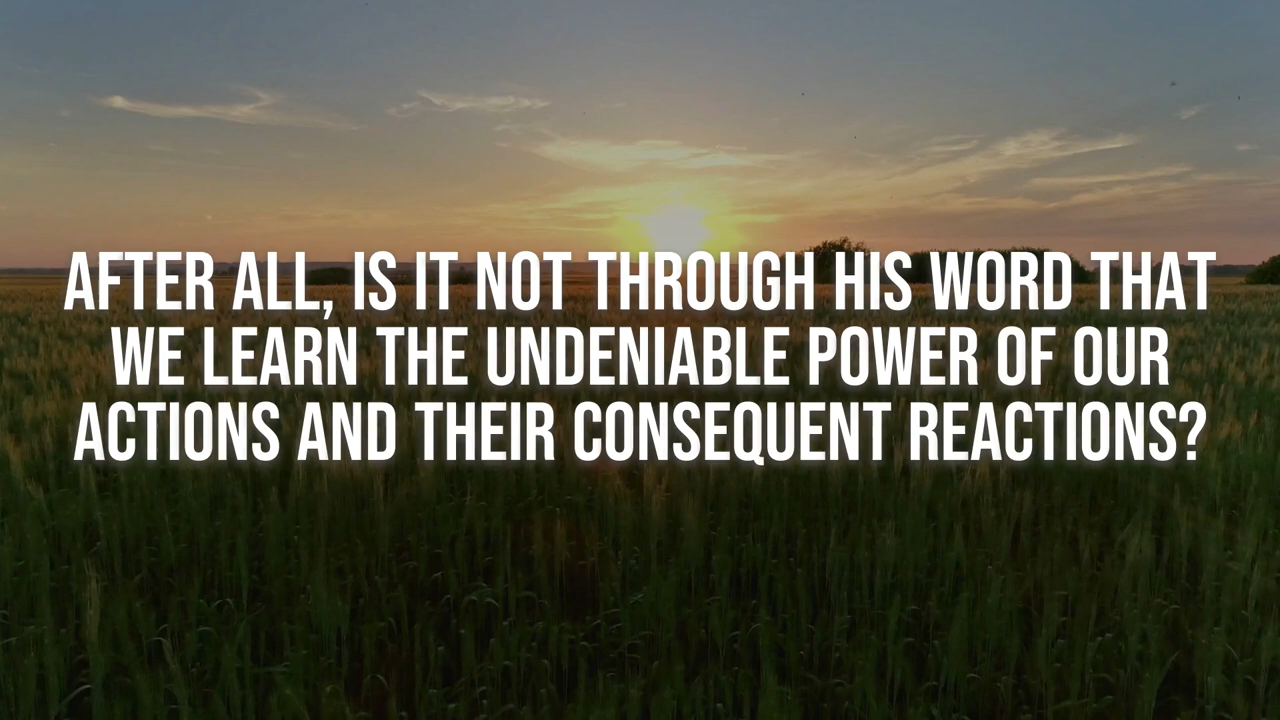 AFTER ALL, IS IT NOT THROUGH HIS WORD THAT
WE LEARN THE UNDENIABLE POWER OF OUR
ACTIONS AND THEIR CONSEQUENT REACTIONS?